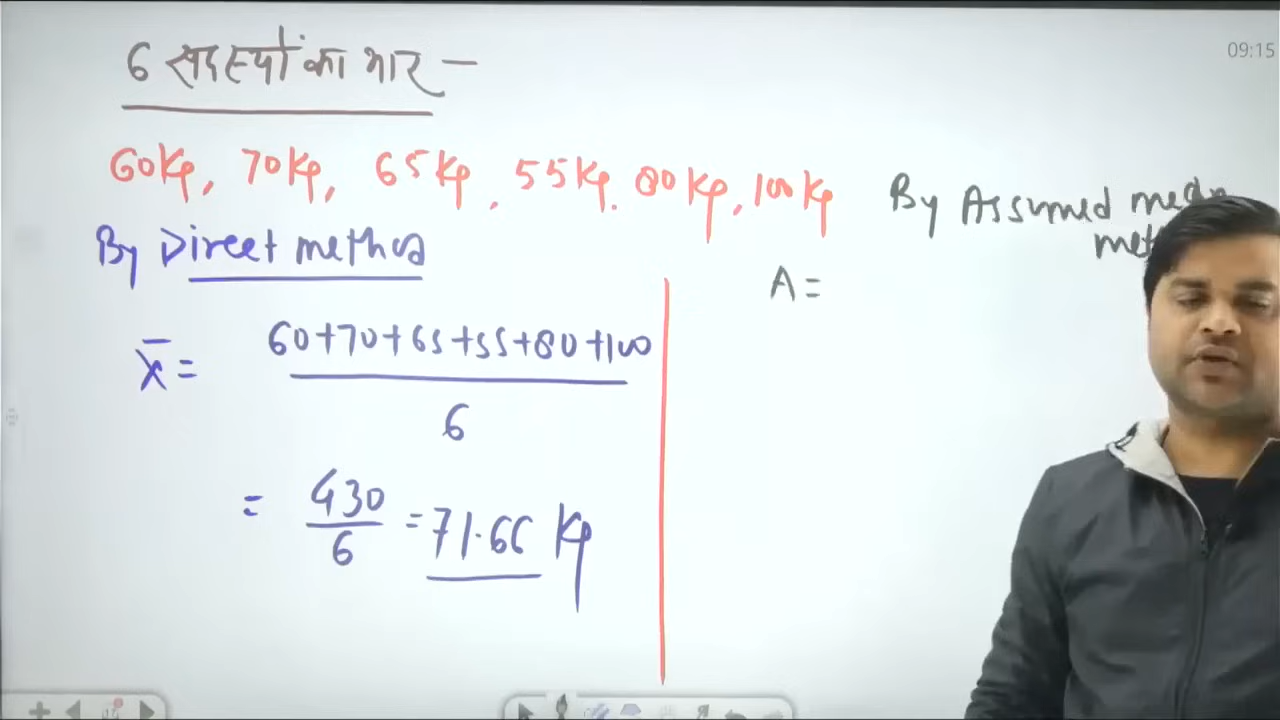 09:15
6 सदस्यों का भार –
60Kg, 70Kg, 65Kg, 55Kg. 80Kg, 100Kg
By Direct method
x̄ = 60+70+65+55+80+100
6
= 430/6 = 71.66 Kg
By Assumed mean
A =